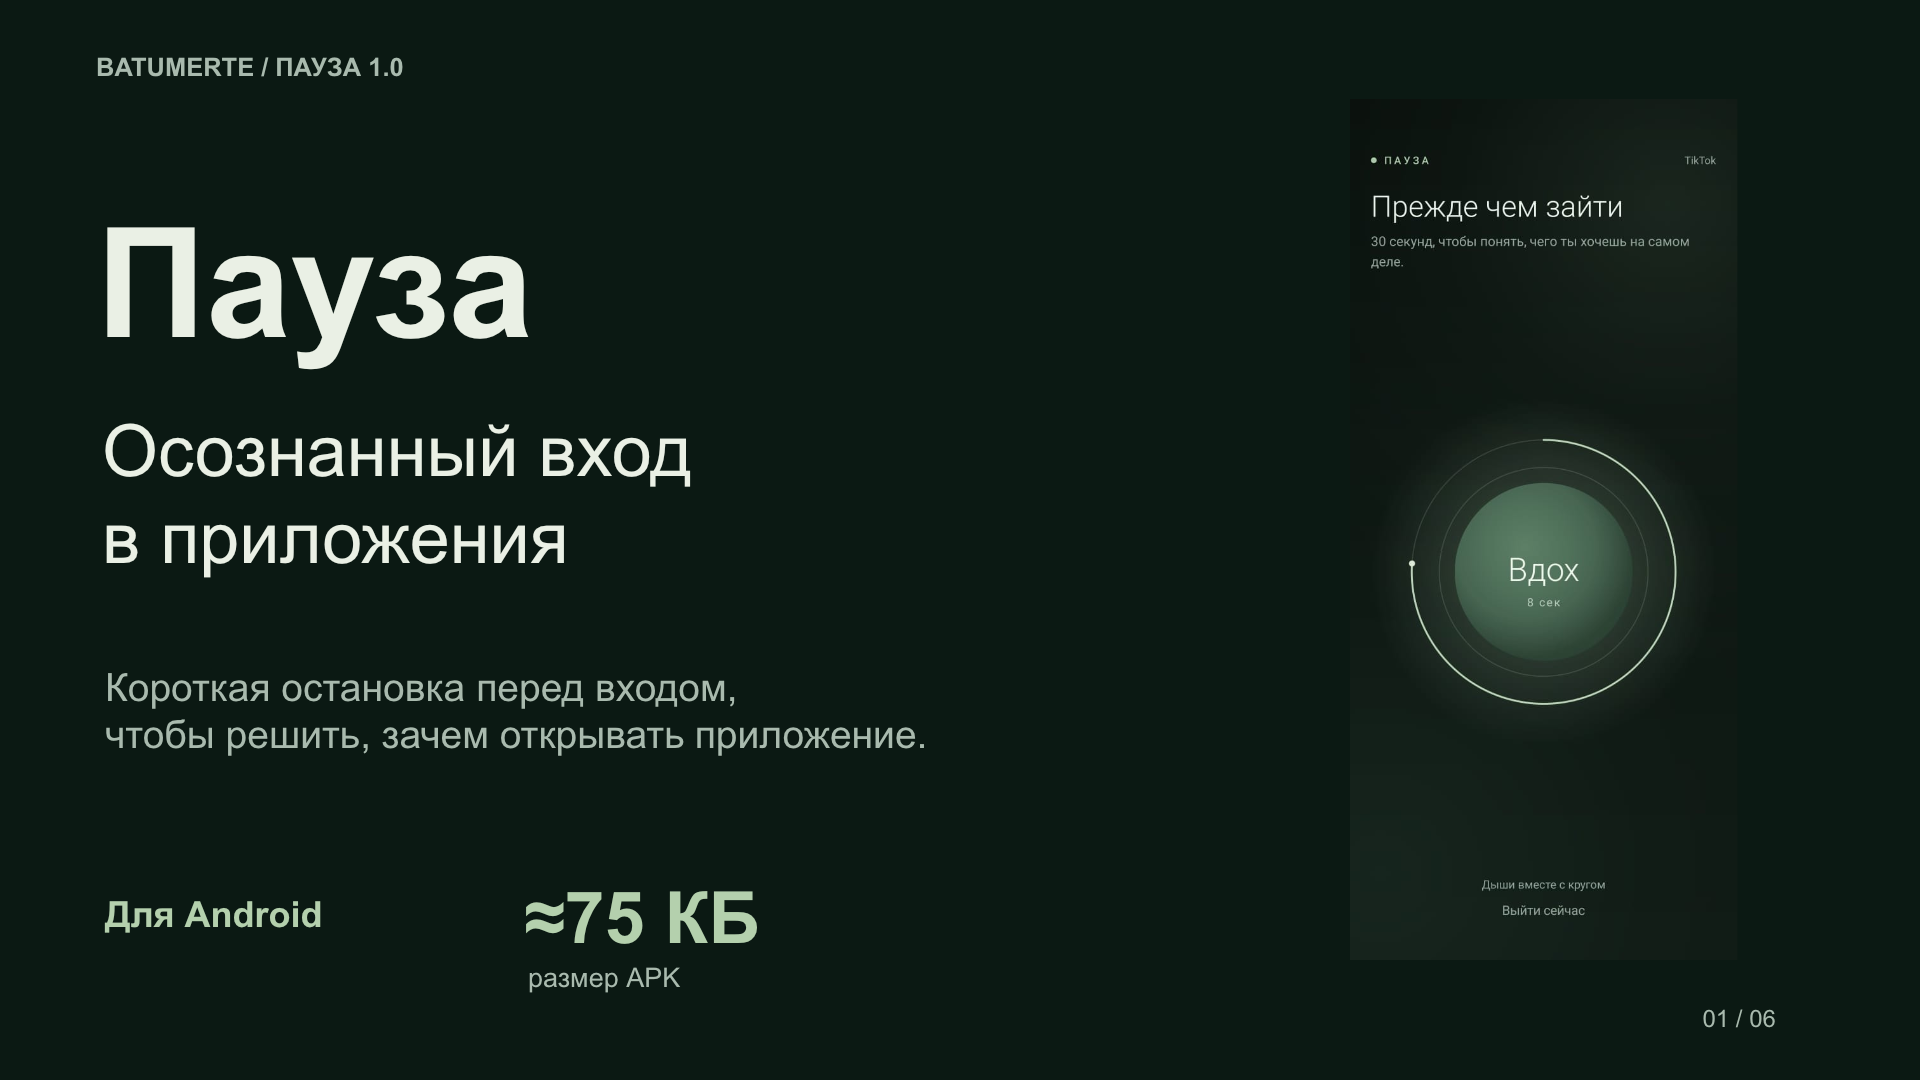 BATUMERTE / ПАУЗА 1.0
Пауза
Осознанный вход
в приложения
Короткая остановка перед входом,
чтобы решить, зачем открывать приложение.
Для Android
≈75 КБ
размер APK
ПАУЗА
TikTok
Прежде чем зайти
30 секунд, чтобы понять, чего ты хочешь на самом
деле.
Вдох
8 сек
Дыши вместе с кругом
Выйти сейчас
01 / 06